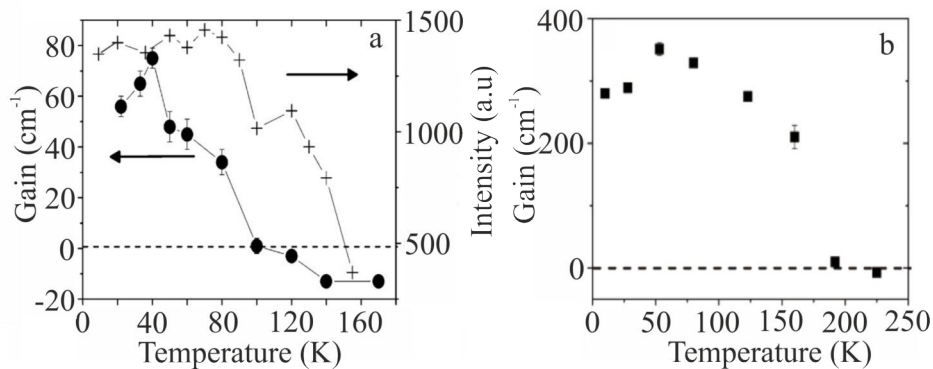 a
Gain (cm-1)
80
60
40
20
0
-20
0 40 80 120 160
Temperature (K)
1500
1000
500
Intensity (a.u)
b
Gain (cm-1)
400
200
0
0 50 100 150 200 250
Temperature (K)